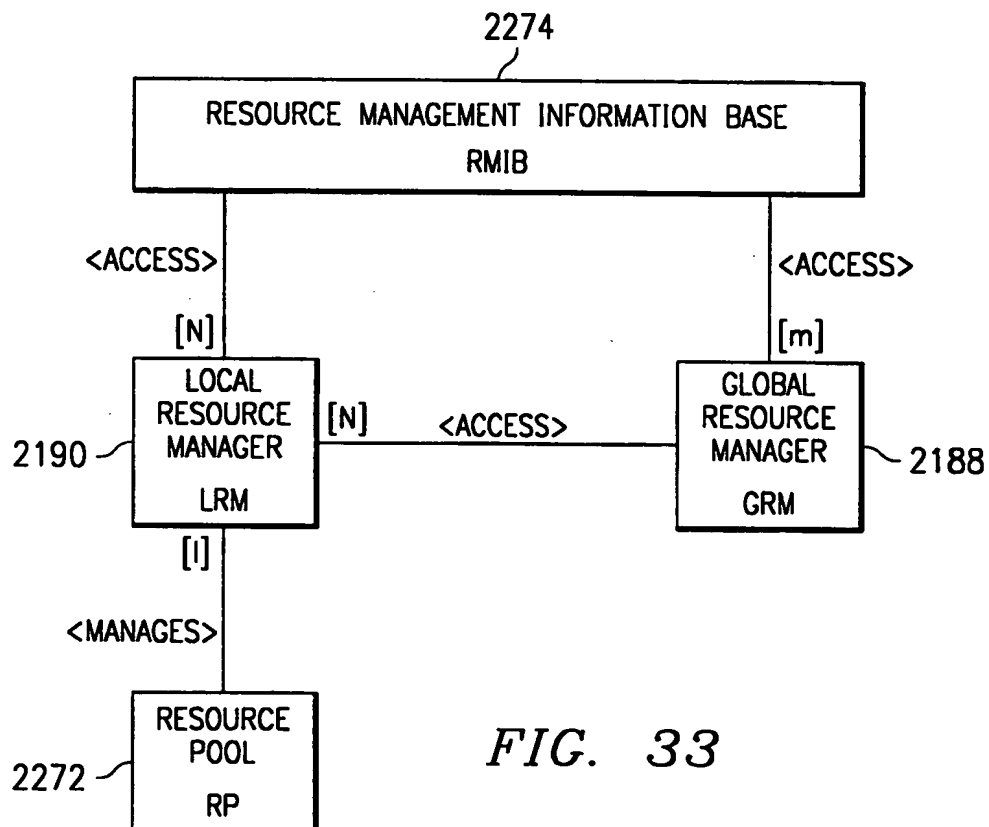 2274
RESOURCE MANAGEMENT INFORMATION BASE
RMIB
<ACCESS>
<ACCESS>
[N]
[m]
LOCAL
RESOURCE
MANAGER
LRM
2190
[N]
<ACCESS>
GLOBAL
RESOURCE
MANAGER
GRM
2188
[l]
<MANAGES>
RESOURCE
POOL
RP
2272
FIG. 33